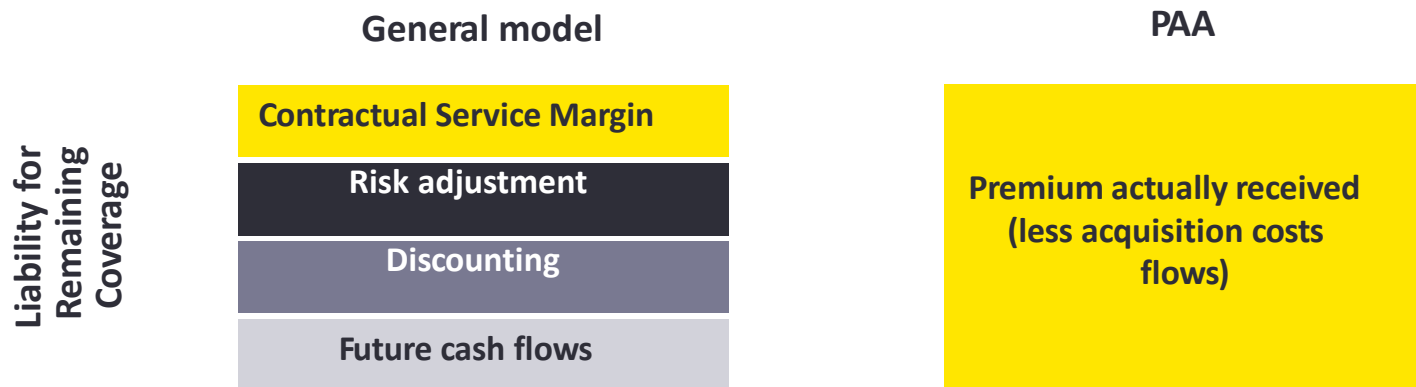 General model
PAA
Liability for
Remaining
Coverage
Contractual Service Margin
Risk adjustment
Discounting
Future cash flows
Premium actually received
(less acquisition costs
flows)